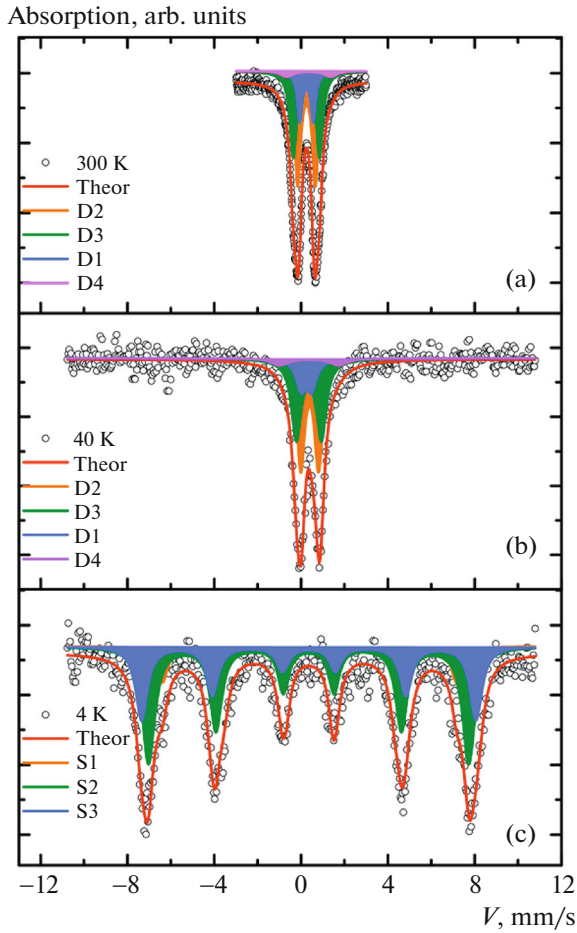 Absorption, arb. units
300 K
Theor
D2
D3
D1
D4
(a)
40 K
Theor
D2
D3
D1
D4
(b)
4 K
Theor
S1
S2
S3
(c)
−12 −8 −4 0 4 8 12
V, mm/s